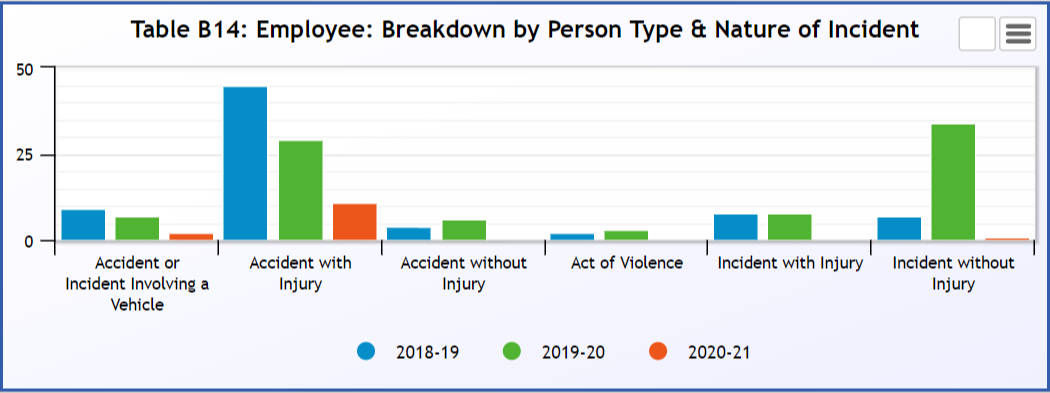 Table B14: Employee: Breakdown by Person Type & Nature of Incident
50
25
0
Accident or
Incident Involving a
Vehicle
Accident with
Injury
Accident without
Injury
Act of Violence
Incident with Injury
Incident without
Injury
2018-19
2019-20
2020-21